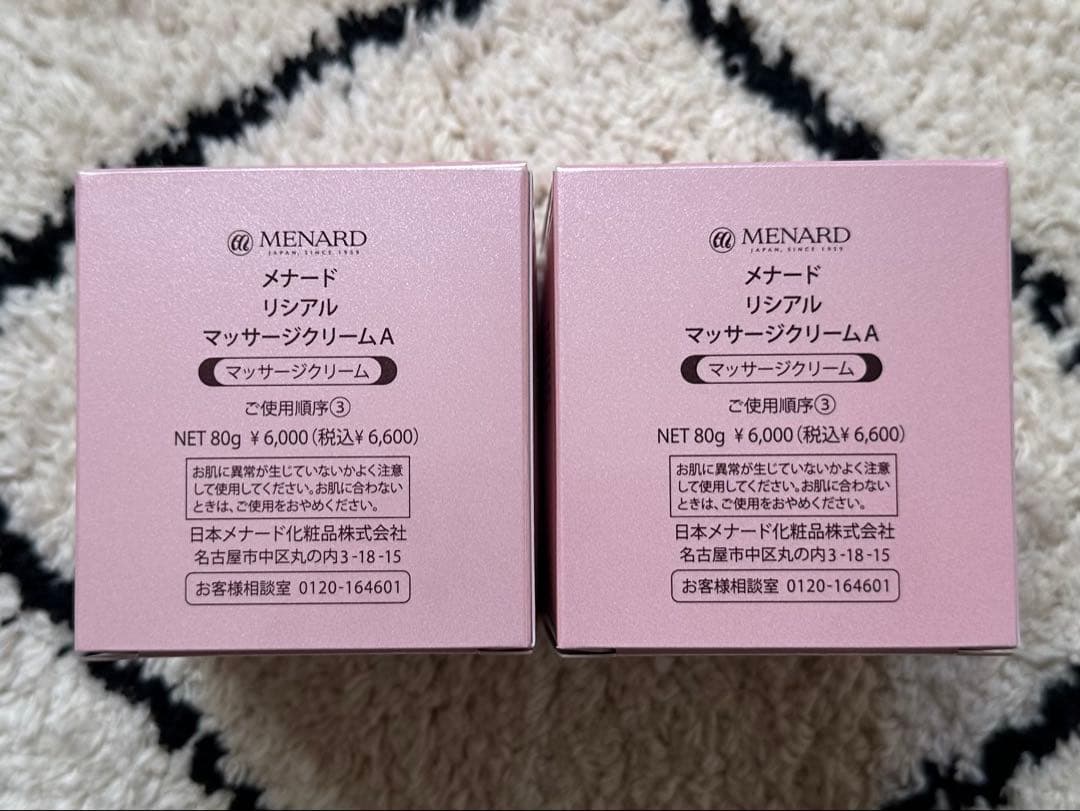 MENARD
JAPAN, SINCE 1959
メナード
リシアル
マッサージクリームA
マッサージクリーム
ご使用順序③
NET 80g ¥6,000(税込¥6,600)
お肌に異常が生じていないかよく注意
して使用してください。お肌に合わない
ときは、ご使用をおやめください。
日本メナード化粧品株式会社
名古屋市中区丸の内3-18-15
お客様相談室 0120-164601
MENARD
JAPAN, SINCE 1959
メナード
リシアル
マッサージクリームA
マッサージクリーム
ご使用順序③
NET 80g ¥6,000(税込¥6,600)
お肌に異常が生じていないかよく注意
して使用してください。お肌に合わない
ときは、ご使用をおやめください。
日本メナード化粧品株式会社
名古屋市中区丸の内3-18-15
お客様相談室 0120-164601